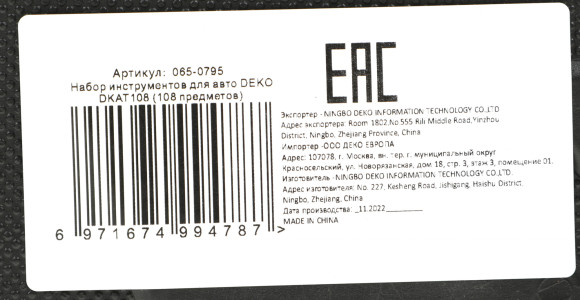 Артикул: 065-0795
Набор инструментов для авто DEKO
DKAT108 (108 предметов)
6 971674 994787 >
EAC
Экспортер:-NINGBO DEKO INFORMATION TECHNOLOGY CO.,LTD
Адрес экспортера: Room 1802,No 555 Rili Middle Road,Yinzhou
District, Ningbo, Zhejiang Province, China
Импортер -ООО ДЕКО ЕВРОПА
Адрес: 107078, г. Москва, вн. тер. г. муниципальный округ
Красносельский, ул. Новорязанская, дом 18, стр. 3, этаж 3, помещение 01.
Изготовитель -NINGBO DEKO INFORMATION TECHNOLOGY CO.,LTD.
Адрес изготовителя: No. 227, Kesheng Road, Jishigang, Haishu District,
Ningbo, Zhejiang, China
Дата производства: _11.2022________
MADE IN CHINA